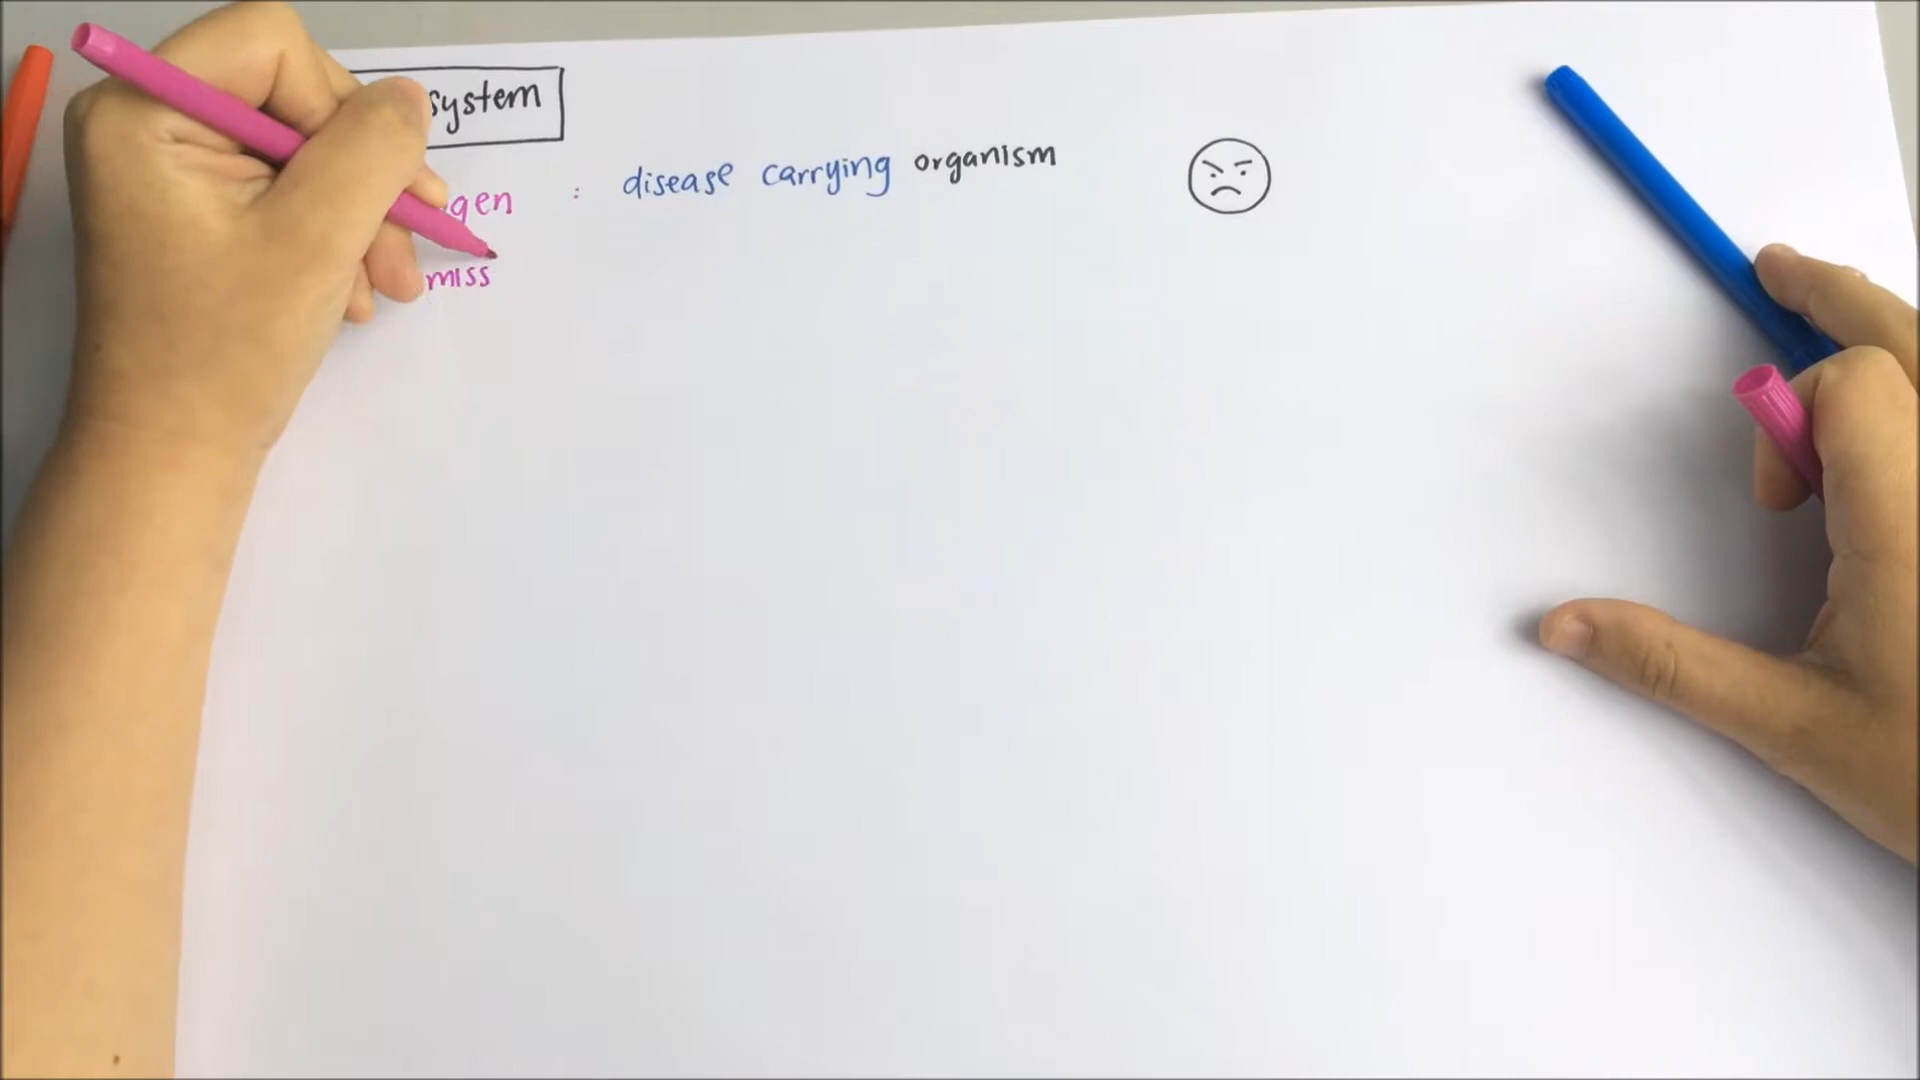 system
gen : disease carrying organism
miss